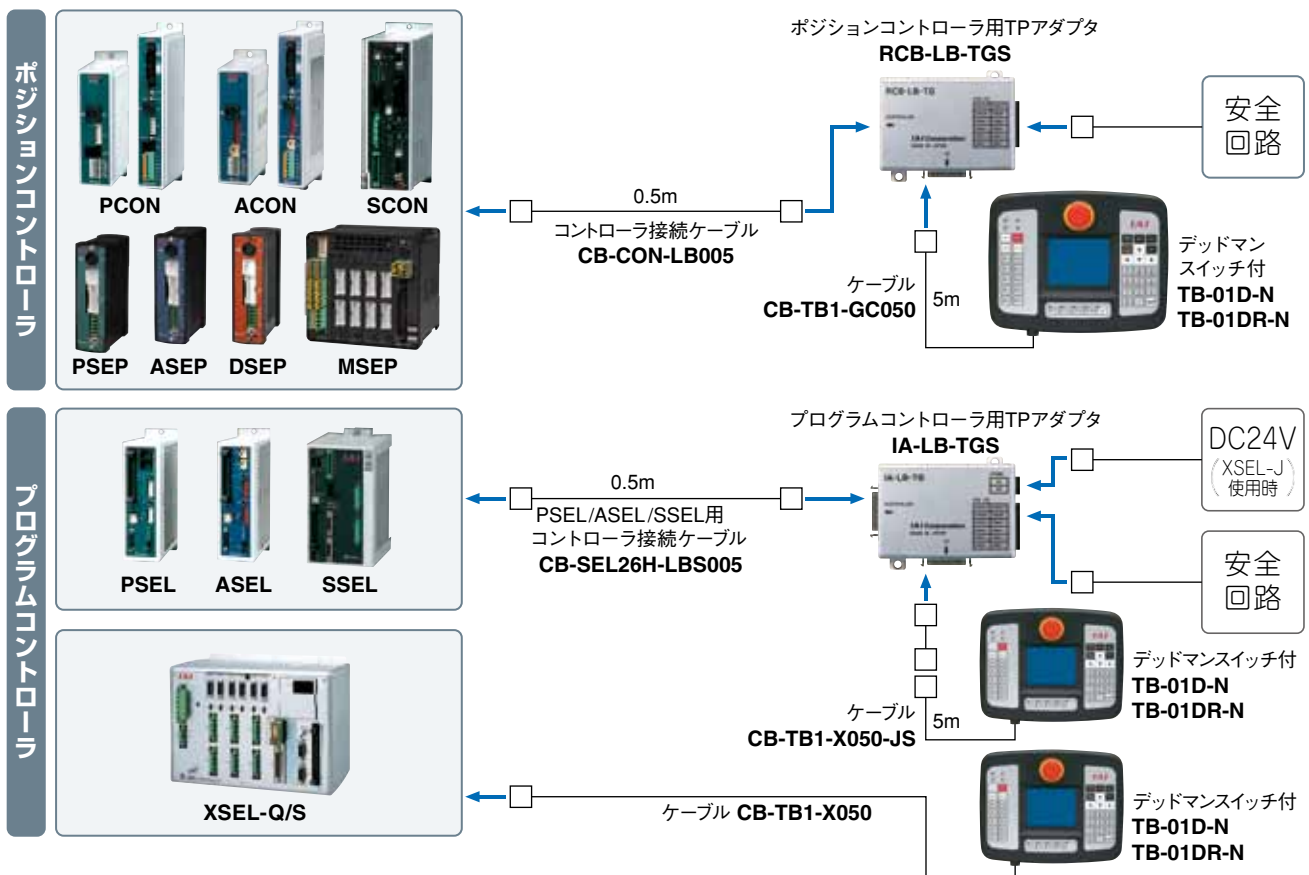 ポジションコントローラ
PCON
ACON
SCON
PSEP
ASEP
DSEP
MSEP
0.5m
コントローラ接続ケーブル
CB-CON-LB005
ポジションコントローラ用TPアダプタ
RCB-LB-TGS
RCB-LB-TG
安全
回路
ケーブル
CB-TB1-GC050
5m
デッドマン
スイッチ付
TB-01D-N
TB-01DR-N
プログラムコントローラ
PSEL
ASEL
SSEL
0.5m
PSEL/ASEL/SSEL用
コントローラ接続ケーブル
CB-SEL26H-LBS005
プログラムコントローラ用TPアダプタ
IA-LB-TGS
IA-LB-TG
DC24V
(XSEL-J
使用時)
安全
回路
ケーブル
CB-TB1-X050-JS
5m
デッドマンスイッチ付
TB-01D-N
TB-01DR-N
XSEL-Q/S
ケーブル CB-TB1-X050
デッドマンスイッチ付
TB-01D-N
TB-01DR-N